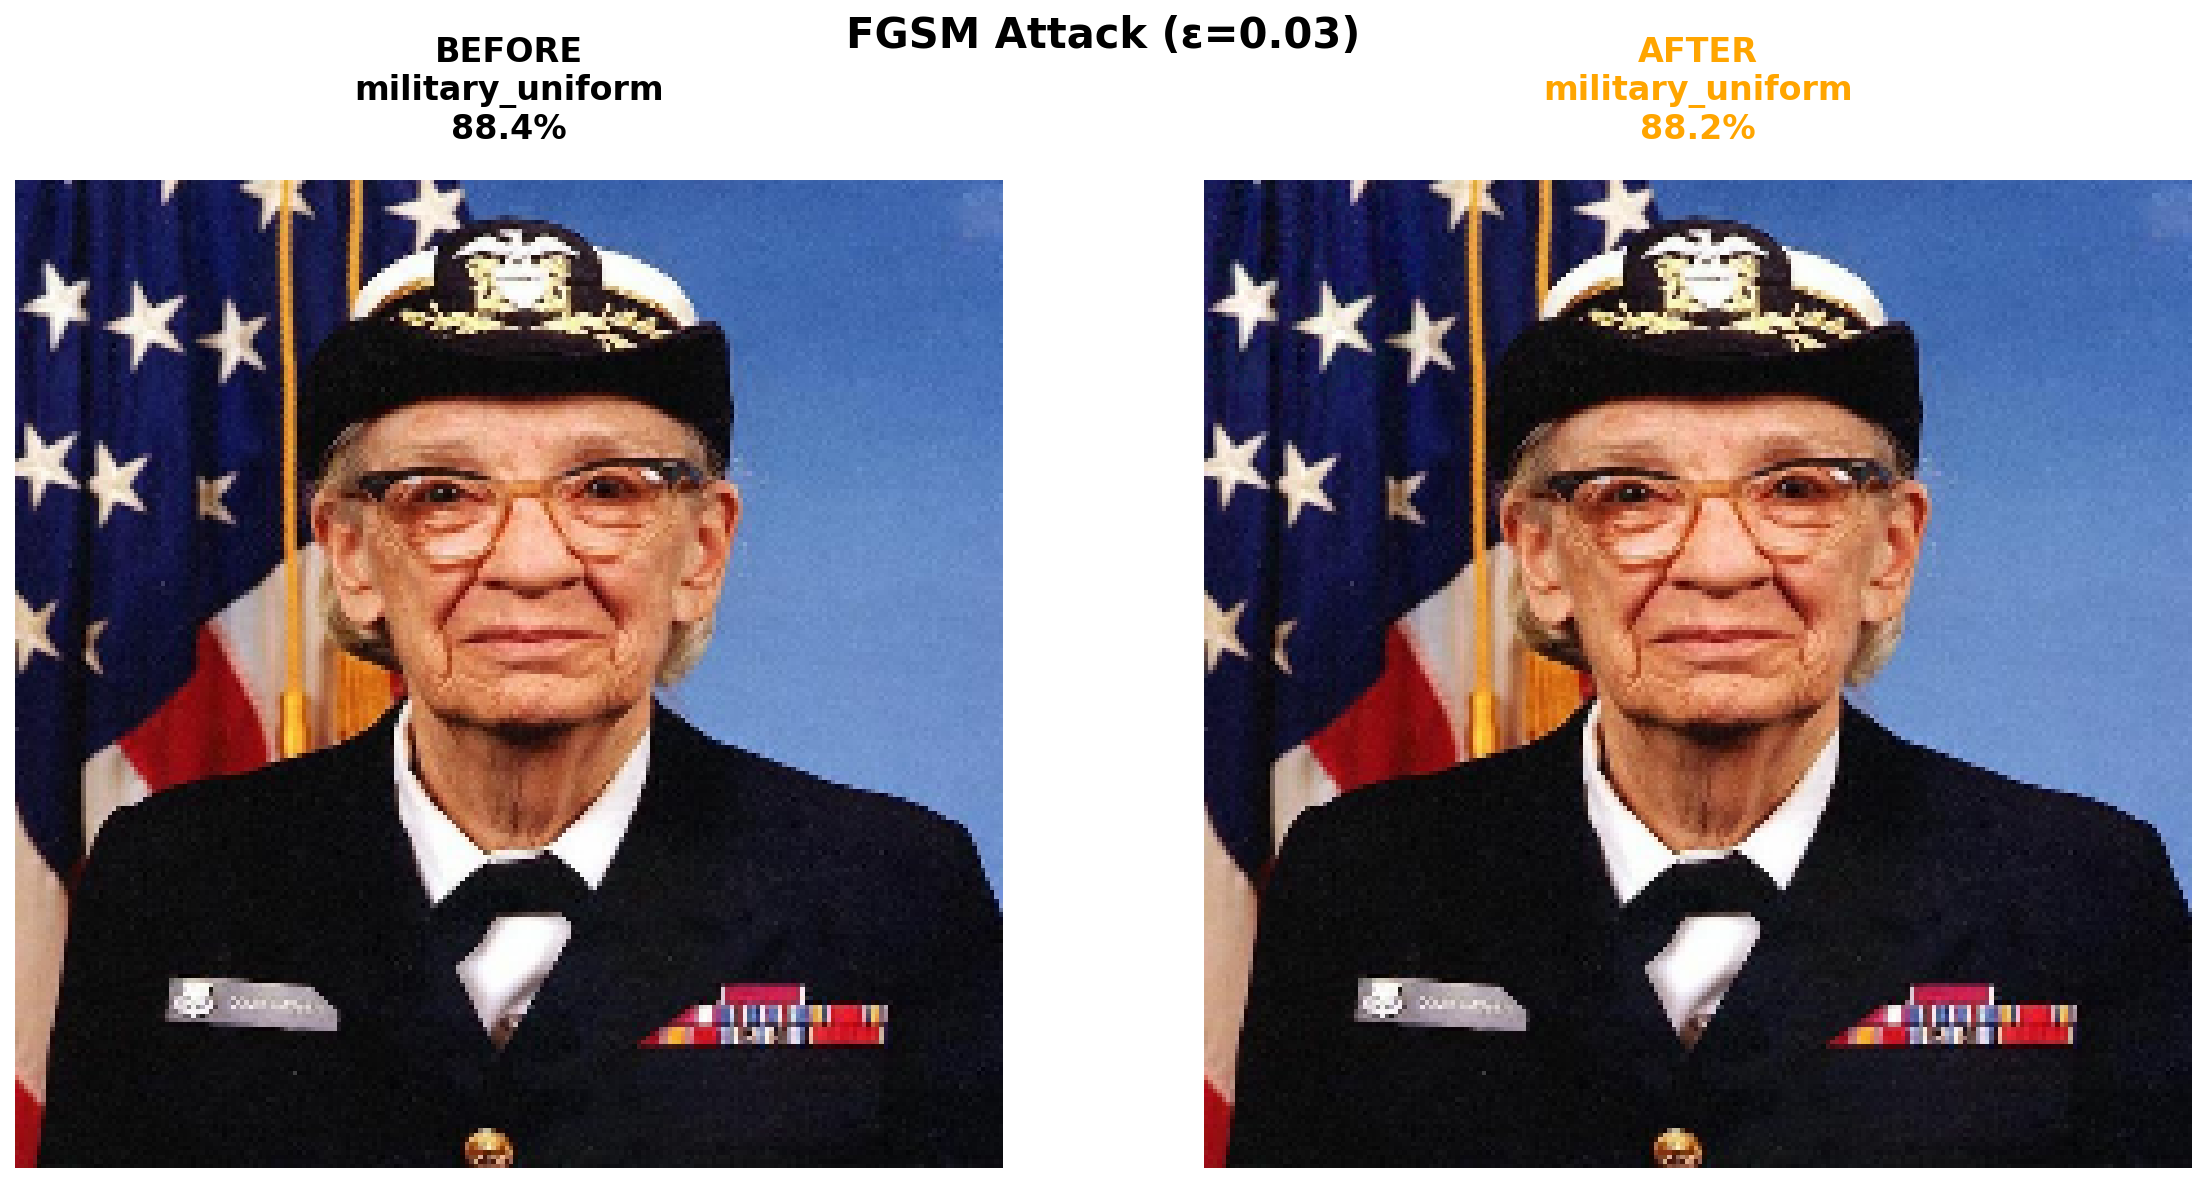 FGSM Attack (ε=0.03)
BEFORE
military_uniform
88.4%
AFTER
military_uniform
88.2%